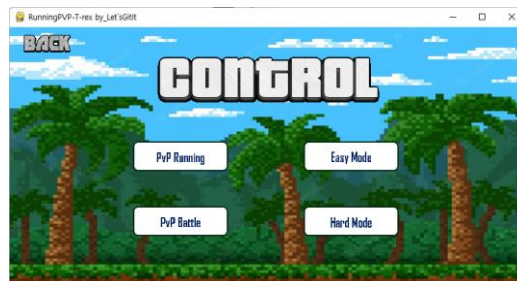 RunningPVP-T-rex by_Let'sGitIt
BACK
CONTROL
PvP Running
Easy Mode
PvP Battle
Hard Mode